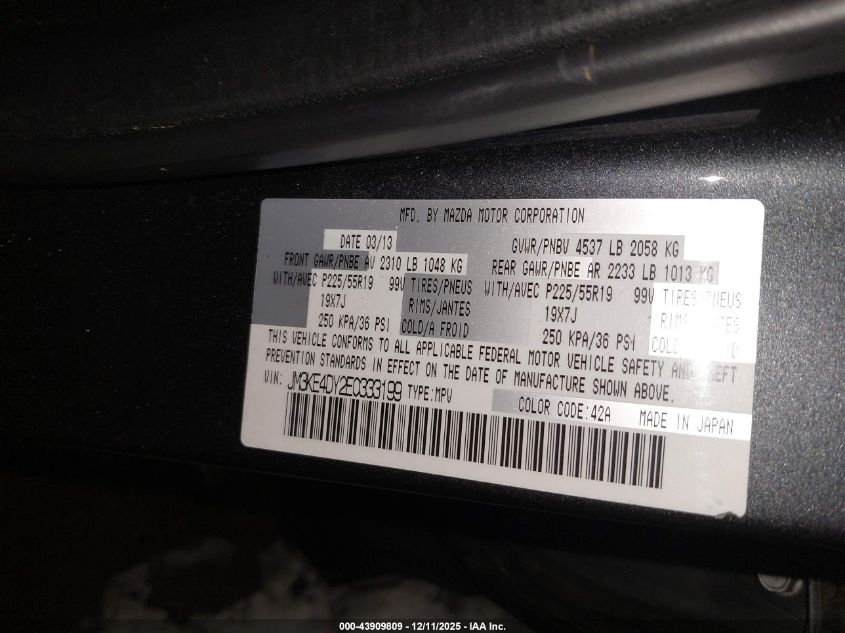 MFD. BY MAZDA MOTOR CORPORATION
DATE 03/13 GVWR/PNBV 4537 LB 2058 KG
FRONT GAWR/PNBE AV 2310 LB 1048 KG REAR GAWR/PNBE AR 2233 LB 1013 KG
WITH/AVEC P225/55R19 99V TIRES/PNEUS WITH/AVEC P225/55R19 99V TIRES/PNEUS
19X7J RIMS/JANTES 19X7J RIMS/JANTES
250 KPA/36 PSI COLD/A FROID 250 KPA/36 PSI COLD
THIS VEHICLE CONFORMS TO ALL APPLICABLE FEDERAL MOTOR VEHICLE SAFETY AND THEFT
PREVENTION STANDARDS IN EFFECT ON THE DATE OF MANUFACTURE SHOWN ABOVE.
VIN: JM3KE4DY2E0333199 TYPE:MPV
COLOR CODE:42A MADE IN JAPAN
000-43909809 - 12/11/2025 - IAA Inc.